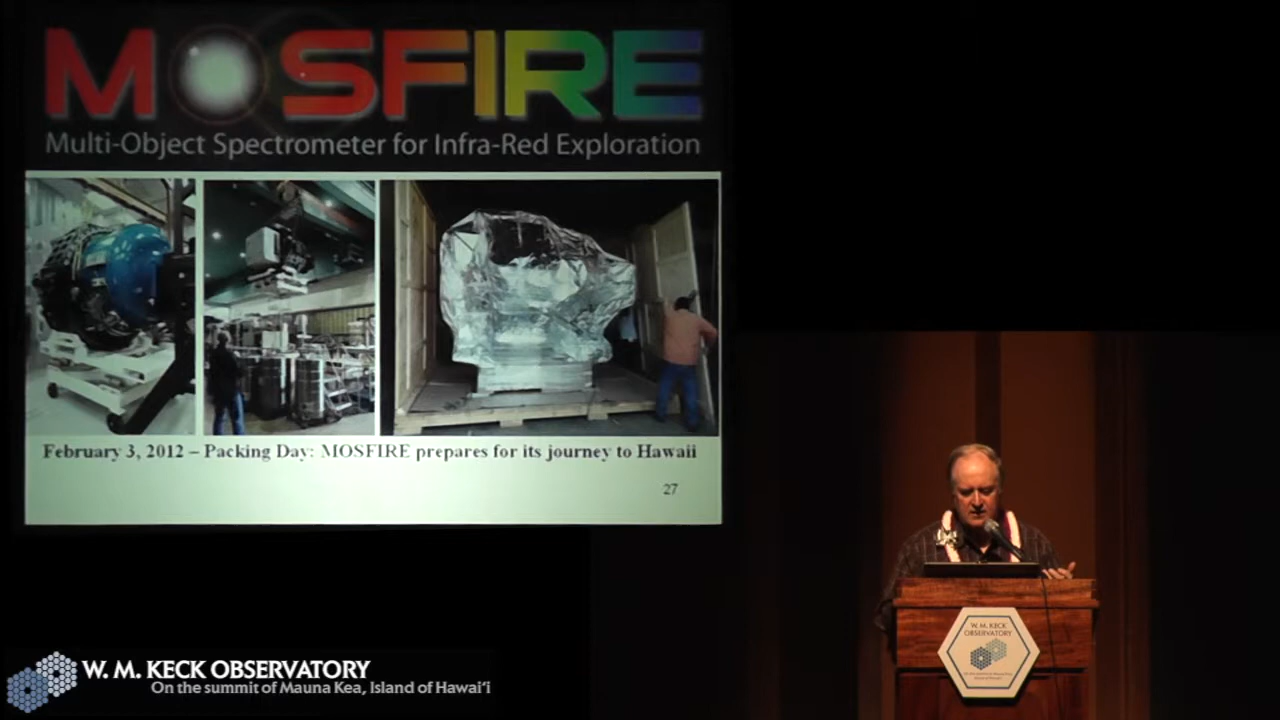 MOSFIRE
Multi-Object Spectrometer for Infra-Red Exploration
February 3, 2012 – Packing Day: MOSFIRE prepares for its journey to Hawaii
27
W. M. KECK
OBSERVATORY
W. M. KECK OBSERVATORY
On the summit of Mauna Kea, Island of Hawai‘i